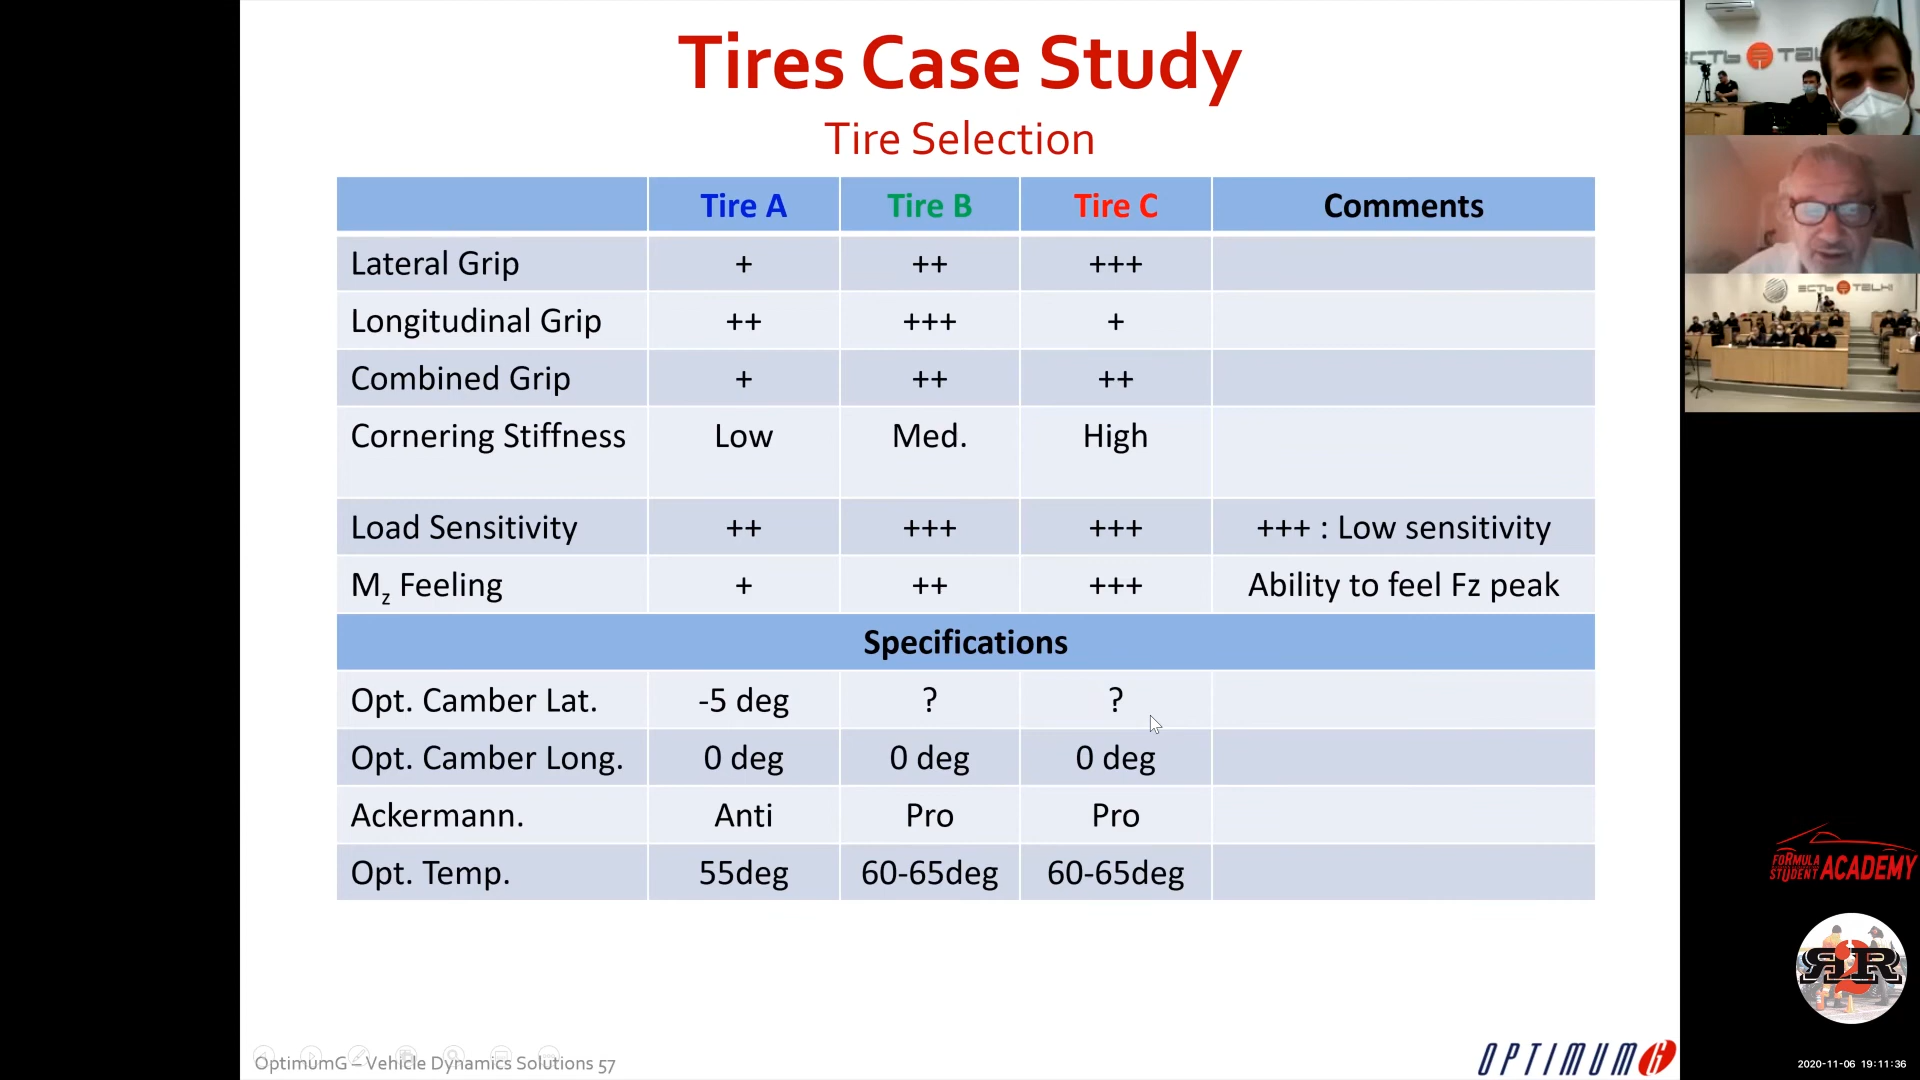 Tires Case Study
Tire Selection
Tire A Tire B Tire C Comments
Lateral Grip + ++ +++
Longitudinal Grip ++ +++ +
Combined Grip + ++ ++
Cornering Stiffness Low Med. High
Load Sensitivity ++ +++ +++ +++ : Low sensitivity
Mz Feeling + ++ +++ Ability to feel Fz peak
Specifications
Opt. Camber Lat. -5 deg ? ?
Opt. Camber Long. 0 deg 0 deg 0 deg
Ackermann. Anti Pro Pro
Opt. Temp. 55deg 60-65deg 60-65deg
OptimumG – Vehicle Dynamics Solutions 57
OPTIMUMG
ЕСТЬ TALK!
FORMULA STUDENT ACADEMY
2020-11-06 19:11:36